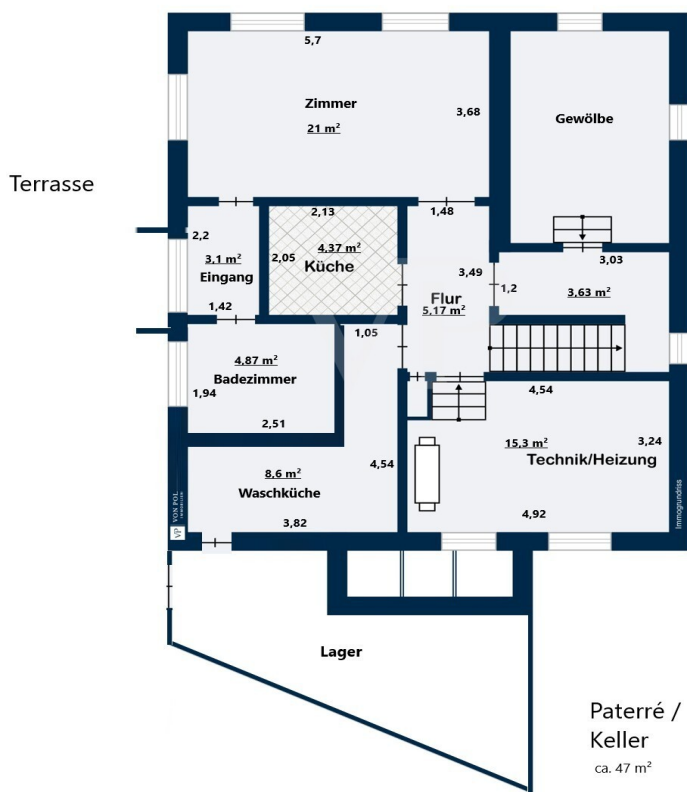 5,7
Zimmer
21 m²
3,68
Gewölbe
Terrasse
2,13
1,48
2,2
3,1 m²
Eingang
1,42
2,05
4,37 m²
Küche
3,49
Flur
5,17 m²
1,2
3,03
3,63 m²
1,05
4,87 m²
Badezimmer
1,94
2,51
4,54
15,3 m²
3,24
Technik/Heizung
4,92
8,6 m²
Waschküche
4,54
3,82
VP VON POLL
IMMOBILIEN
Immogrundriss
VP
Lager
Paterré /
Keller
ca. 47 m²